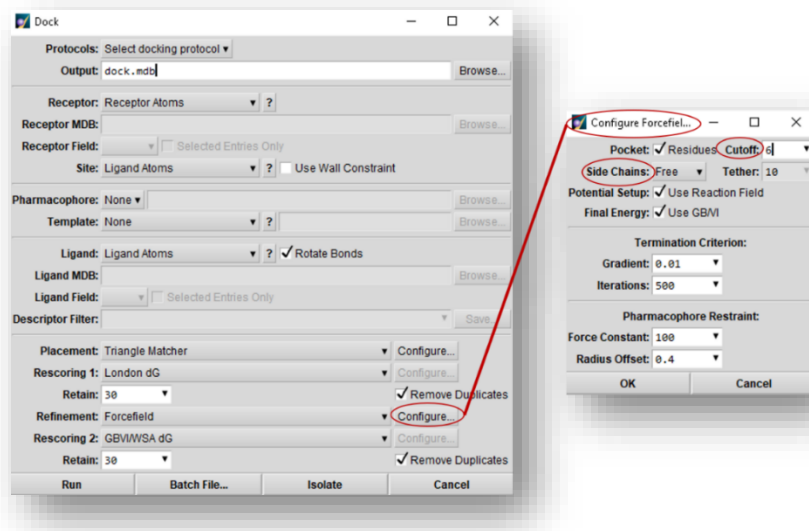 Dock
Protocols: Select docking protocol
Output: dock.mdb Browse...
Receptor: Receptor Atoms ?
Receptor MDB: Browse...
Receptor Field: Selected Entries Only
Site: Ligand Atoms ? Use Wall Constraint
Pharmacophore: None Browse...
Template: None ? Browse...
Ligand: Ligand Atoms ? Rotate Bonds
Ligand MDB: Browse...
Ligand Field: Selected Entries Only
Descriptor Filter: Save...
Placement: Triangle Matcher Configure...
Rescoring 1: London dG Configure...
Retain: 30 Remove Duplicates
Refinement: Forcefield Configure...
Rescoring 2: GBVI/WSA dG Configure...
Retain: 30 Remove Duplicates
Run Batch File... Isolate Cancel
Configure Forcefiel...
Pocket: Residues Cutoff: 6
Side Chains: Free Tether: 10
Potential Setup: Use Reaction Field
Final Energy: Use GB/VI
Termination Criterion:
Gradient: 0.01
Iterations: 500
Pharmacophore Restraint:
Force Constant: 100
Radius Offset: 0.4
OK Cancel